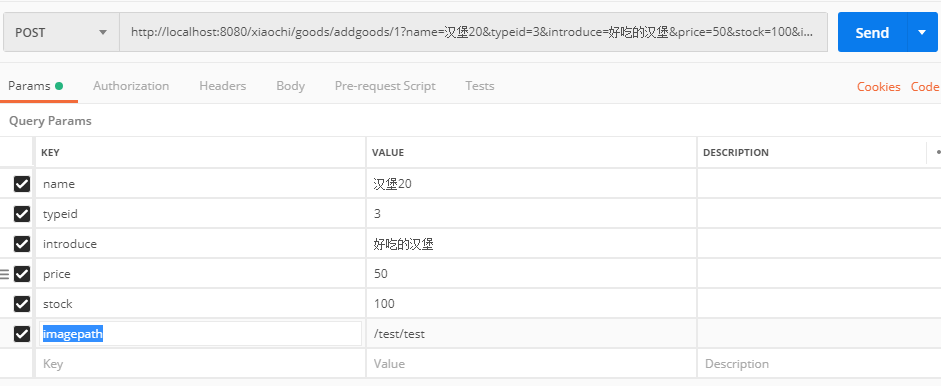 POST http://localhost:8080/xiaochi/goods/addgoods/1?name=汉堡20&typeid=3&introduce=好吃的汉堡&price=50&stock=100&i... Send
Params Authorization Headers Body Pre-request Script Tests Cookies Code
Query Params
KEY VALUE DESCRIPTION
name 汉堡20
typeid 3
introduce 好吃的汉堡
price 50
stock 100
imagepath /test/test
Key Value Description